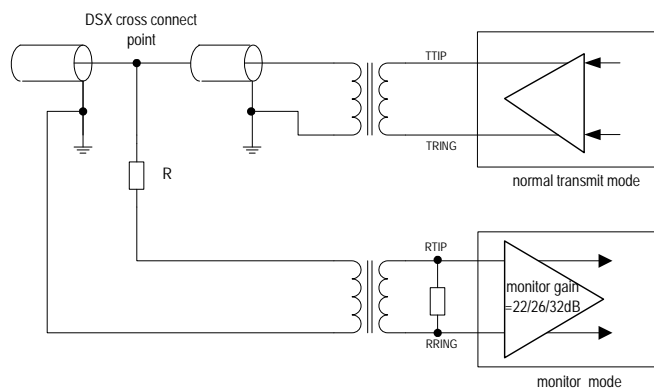 DSX cross connect
point
TTIP
TRING
normal transmit mode
R
RTIP
monitor gain
=22/26/32dB
RRING
monitor mode